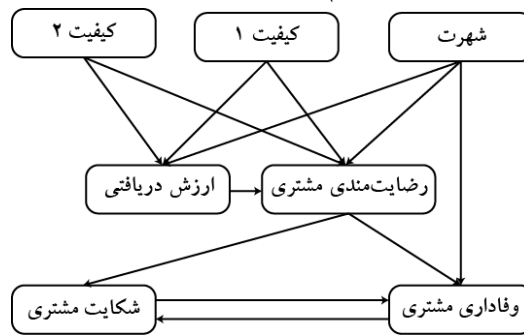 شهرت
کیفیت ۱
کیفیت ۲
رضایت‌مندی مشتری
ارزش دریافتی
وفاداری مشتری
شکایت مشتری